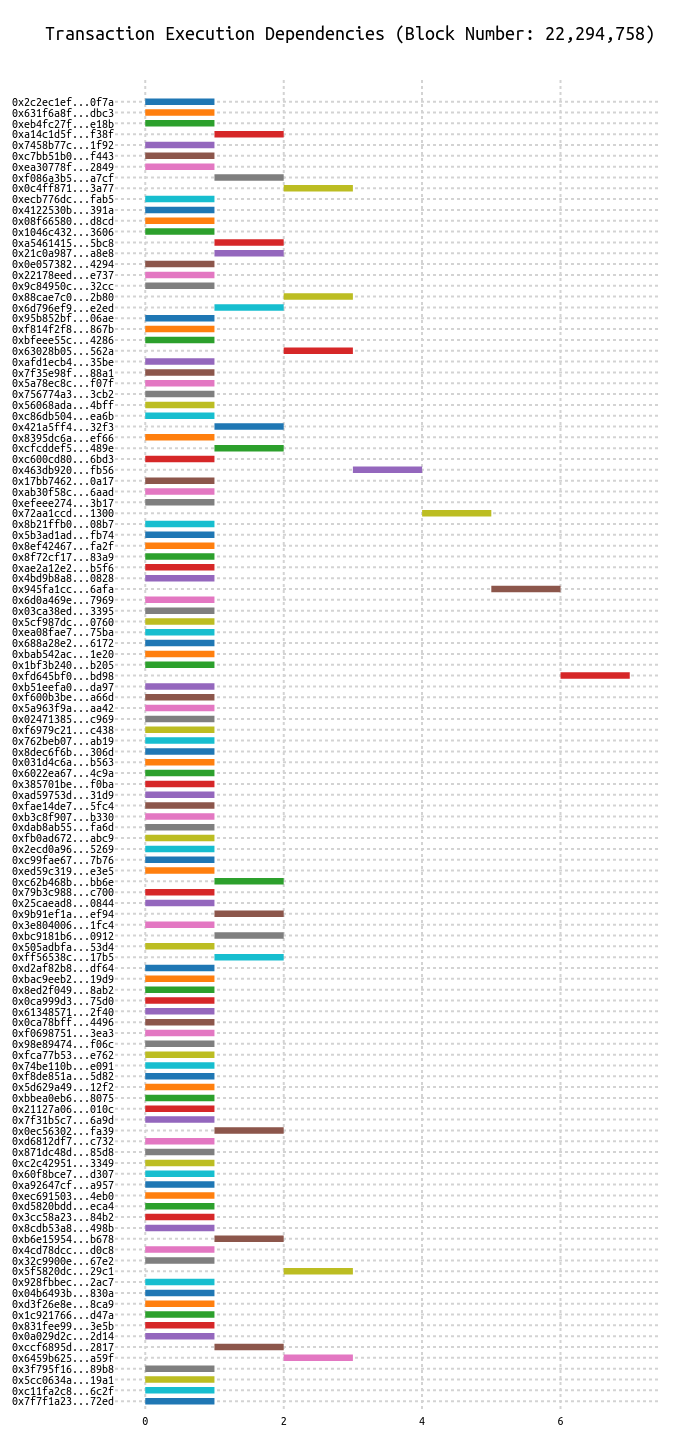 Transaction Execution Dependencies (Block Number: 22,294,758)
0x2c2ec1ef...0f7a
0x631f6a8f...dbc3
0xeb4fc27f...e18b
0xa14c1d5f...f38f
0x7458b77c...1f92
0xc7bb51b0...f443
0xea30778f...2849
0xf086a3b5...a7cf
0x0c4ff871...3a77
0xecb776dc...fab5
0x4122530b...391a
0x08f66580...d8cd
0x1046c432...3606
0xa5461415...5bc8
0x21c0a987...a8e8
0x0e057382...4294
0x22178eed...e737
0x9c84950c...32cc
0x88cae7c0...2b80
0x6d796ef9...e2ed
0x95b852bf...06ae
0xf814f2f8...867b
0xbfeee55c...4286
0x63028b05...562a
0xafd1ecb4...35be
0x7f35e98f...88a1
0x5a78ec8c...f07f
0x756774a3...3cb2
0x56068ada...4bff
0xc86db504...ea6b
0x421a5ff4...32f3
0x8395dc6a...ef66
0xcfcddef5...489e
0xc600cd80...6bd3
0x463db920...fb56
0x17bb7462...0a17
0xab30f58c...6aad
0xefeee274...3b17
0x72aa1ccd...1300
0x8b21ffb0...08b7
0x5b3ad1ad...fb74
0x8ef42467...fa2f
0x8f72cf17...83a9
0xae2a12e2...b5f6
0x4bd9b8a8...0828
0x945fa1cc...6afa
0x6d0a469e...7969
0x03ca38ed...3395
0x5cf987dc...0760
0xea08fae7...75ba
0x688a28e2...6172
0xbab542ac...1e20
0x1bf3b240...b205
0xfd645bf0...bd98
0xb51eefa0...da97
0xf600b3be...a66d
0x5a963f9a...aa42
0x02471385...c969
0xf6979c21...c438
0x762beb07...ab19
0x8dec6f6b...306d
0x031d4c6a...b563
0x6022ea67...4c9a
0x385701be...f0ba
0xad59753d...31d9
0xfae14de7...5fc4
0xb3c8f907...b330
0xdab8ab55...fa6d
0xfb0ad672...abc9
0x2ecd0a96...5269
0xc99fae67...7b76
0xed59c319...e3e5
0xc62b468b...bb6e
0x79b3c988...c700
0x25caead8...0844
0x9b91ef1a...ef94
0x3e804006...1fc4
0xbc9181b6...0912
0x505adbfa...53d4
0xff56538c...17b5
0xd2af82b8...df64
0xbac9eeb2...19d9
0x8ed2f049...8ab2
0x0ca999d3...75d0
0x61348571...2f40
0x0ca78bff...4496
0xf0698751...3ea3
0x98e89474...f06c
0xfca77b53...e762
0x74be110b...e091
0xf8de851a...5d82
0x5d629a49...12f2
0xbbea0eb6...8075
0x21127a06...010c
0x7f31b5c7...6a9d
0x0ec56302...fa39
0xd6812df7...c732
0x871dc48d...85d8
0xc2c42951...3349
0x60f8bce7...d307
0xa92647cf...a957
0xec691503...4eb0
0xd5820bdd...eca4
0x3cc58a23...84b2
0x8cdb53a8...498b
0xb6e15954...b678
0x4cd78dcc...d0c8
0x32c9900e...67e2
0x5f5820dc...29c1
0x928fbbec...2ac7
0x04b6493b...830a
0xd3f26e8e...8ca9
0x1c921766...d47a
0x831fee99...3e5b
0x0a029d2c...2d14
0xccf6895d...2817
0x6459b625...a59f
0x3f795f16...89b8
0x5cc0634a...19a1
0xc11fa2c8...6c2f
0x7f7f1a23...72ed
0 2 4 6